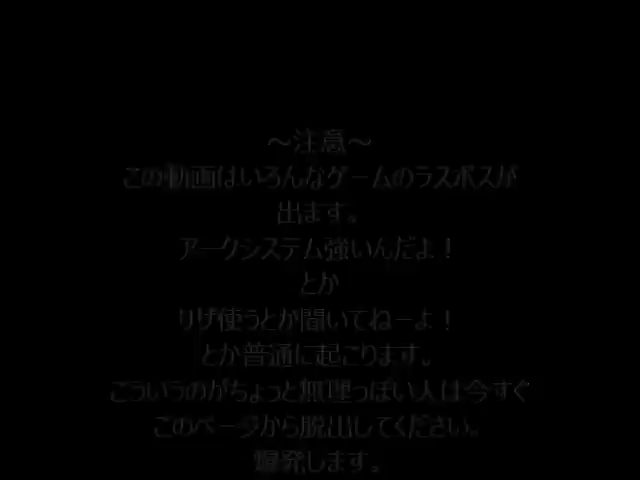 ～注意～
この動画はいろんなゲームのラスボスが
出ます。
アークシステム強いんだよ！
とか
リザ使うとか聞いてねーよ！
とか普通に起こります。
こういうのがちょっと無理っぽい人は今すぐ
このページから脱出してください。
爆発します。